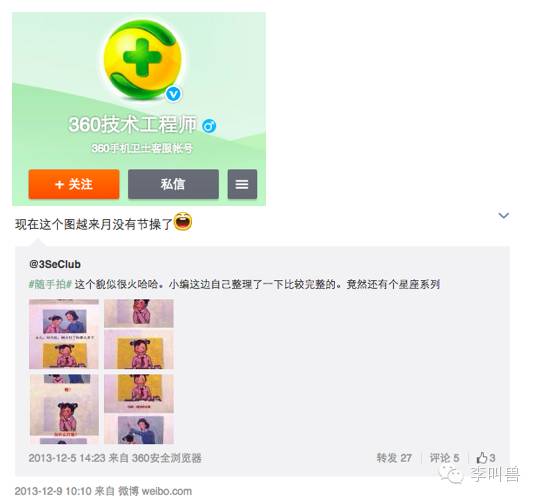 360技术工程师
360手机卫士客服帐号
+ 关注
私信
现在这个图越来月没有节操了
@3SeClub
#随手拍# 这个貌似很火哈哈。小编这边自己整理了一下比较完整的。竟然还有个星座系列
2013-12-5 14:23 来自 360安全浏览器
转发 27
评论 5
3
2013-12-9 10:10 来自 微博 weibo.com
李叫兽